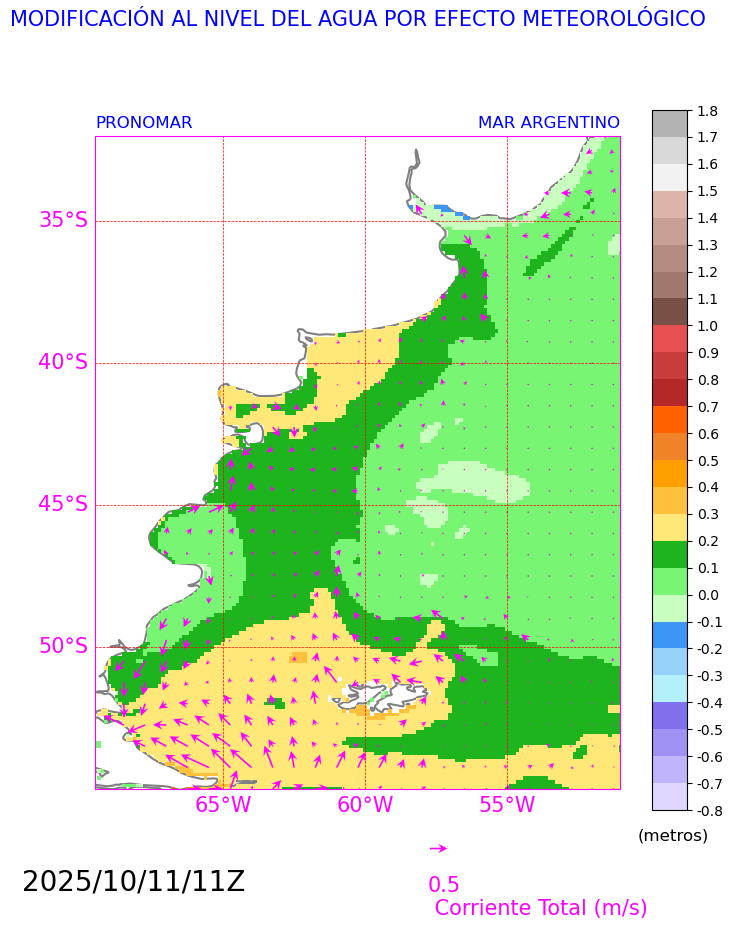 MODIFICACIÓN AL NIVEL DEL AGUA POR EFECTO METEOROLÓGICO
PRONOMAR
MAR ARGENTINO
35°S
40°S
45°S
50°S
65°W
60°W
55°W
1.8
1.7
1.6
1.5
1.4
1.3
1.2
1.1
1.0
0.9
0.8
0.7
0.6
0.5
0.4
0.3
0.2
0.1
0.0
-0.1
-0.2
-0.3
-0.4
-0.5
-0.6
-0.7
-0.8
(metros)
2025/10/11/11Z
0.5
Corriente Total (m/s)